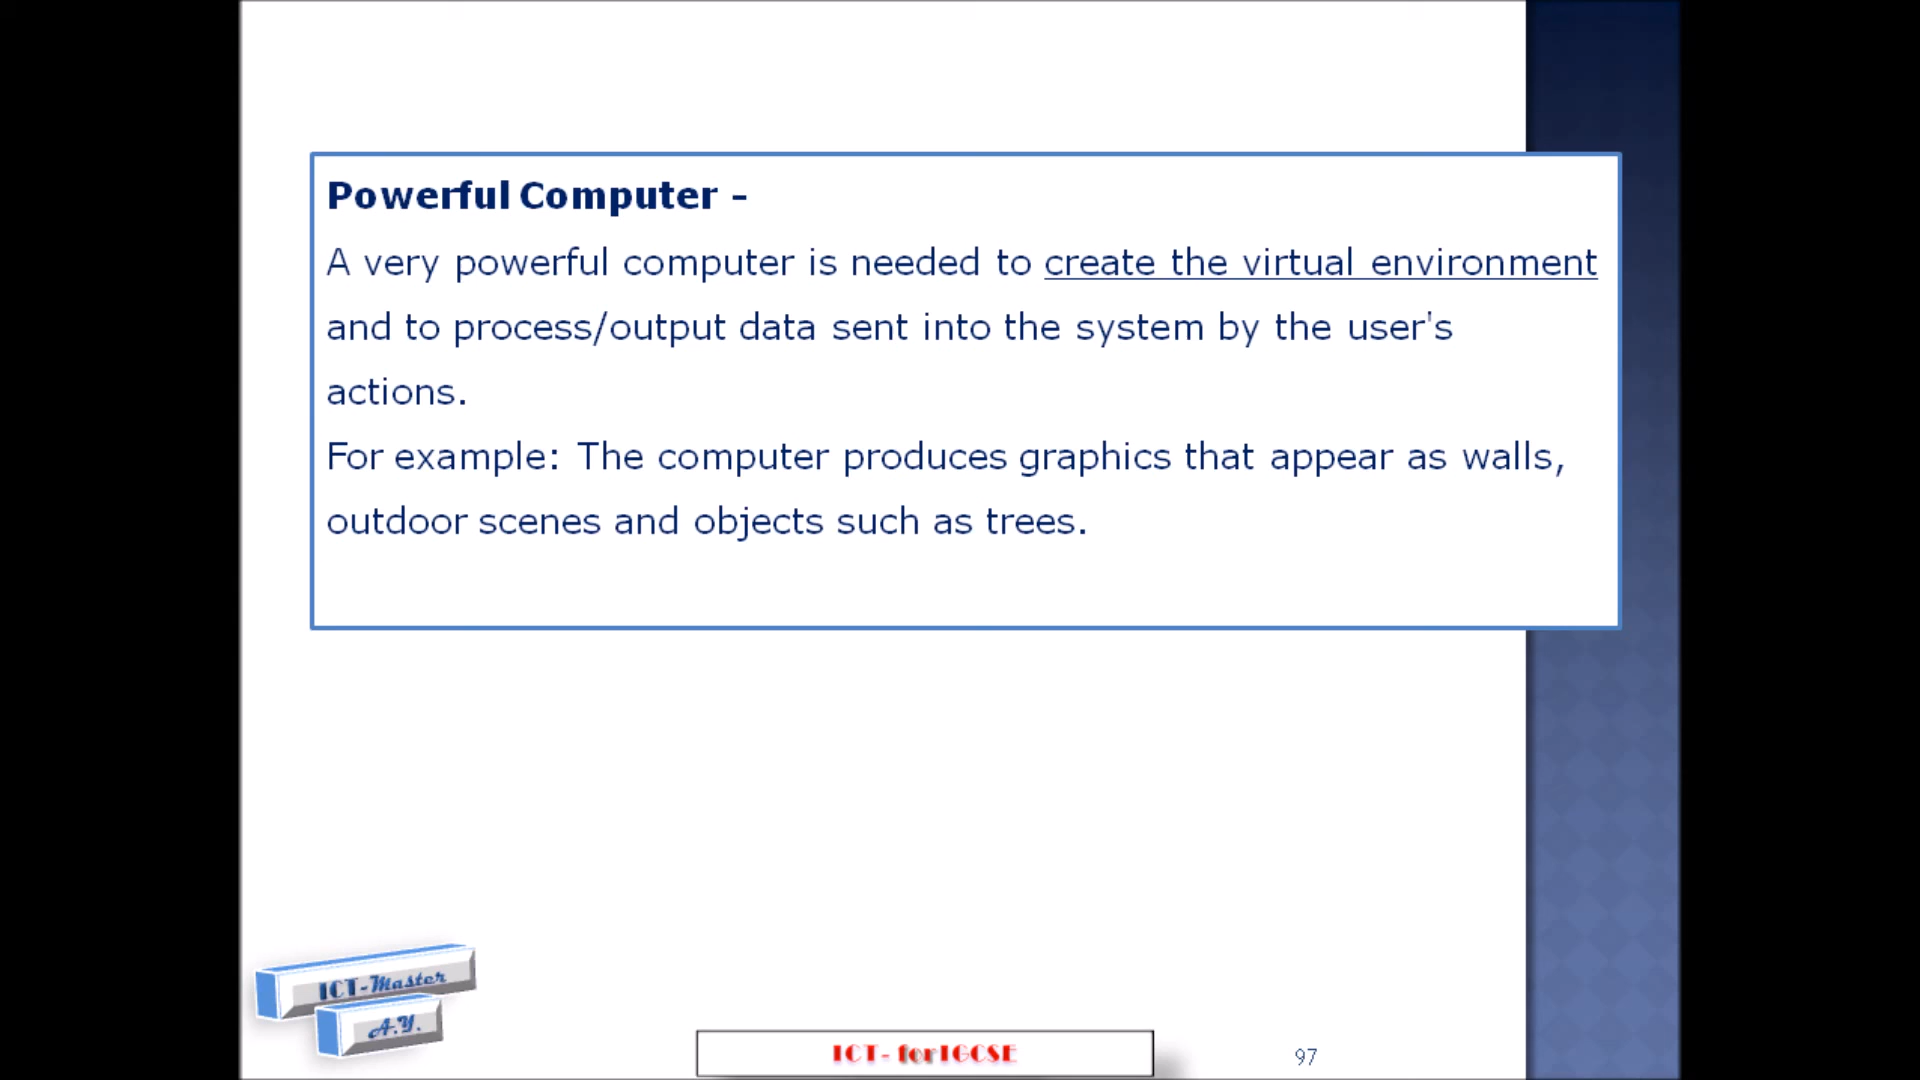 Powerful Computer -
A very powerful computer is needed to create the virtual environment
and to process/output data sent into the system by the user's
actions.
For example: The computer produces graphics that appear as walls,
outdoor scenes and objects such as trees.
ICT-Master
A.Y.
ICT- for IGCSE
97